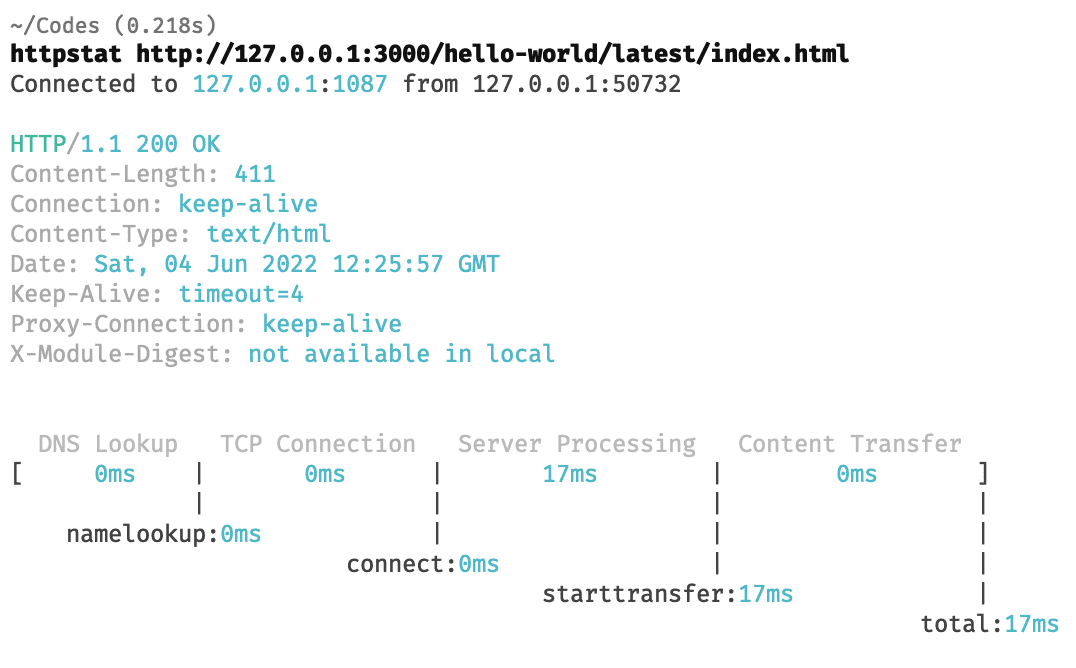 ~/Codes (0.218s)
httpstat http://127.0.0.1:3000/hello-world/latest/index.html
Connected to 127.0.0.1:1087 from 127.0.0.1:50732
HTTP/1.1 200 OK
Content-Length: 411
Connection: keep-alive
Content-Type: text/html
Date: Sat, 04 Jun 2022 12:25:57 GMT
Keep-Alive: timeout=4
Proxy-Connection: keep-alive
X-Module-Digest: not available in local
DNS Lookup   TCP Connection   Server Processing   Content Transfer
[     0ms    |       0ms      |       17ms        |        0ms       ]
             |                |                   |                  |
    namelookup:0ms            |                   |                  |
                        connect:0ms               |                  |
                                      starttransfer:17ms             |
                                                                 total:17ms